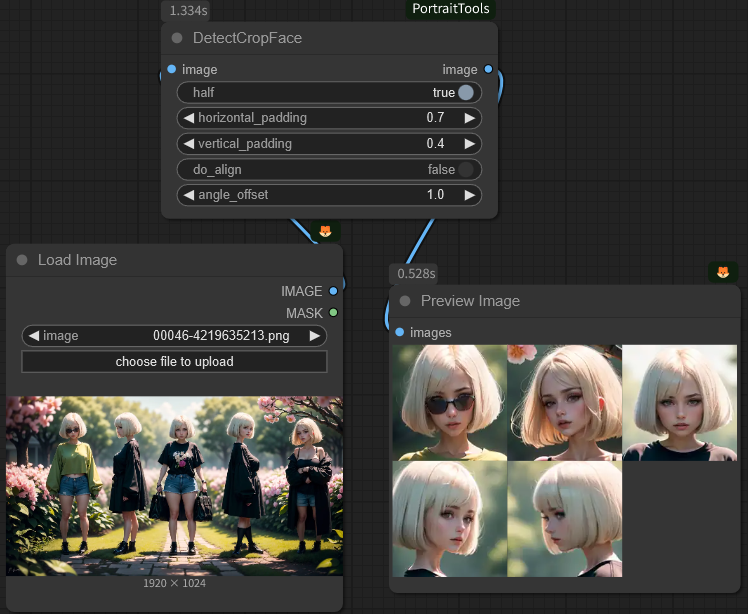 1.334s
PortraitTools
DetectCropFace
image image
half true
horizontal_padding 0.7
vertical_padding 0.4
do_align false
angle_offset 1.0
Load Image
IMAGE
MASK
image 00046-4219635213.png
choose file to upload
1920 × 1024
0.528s
Preview Image
images